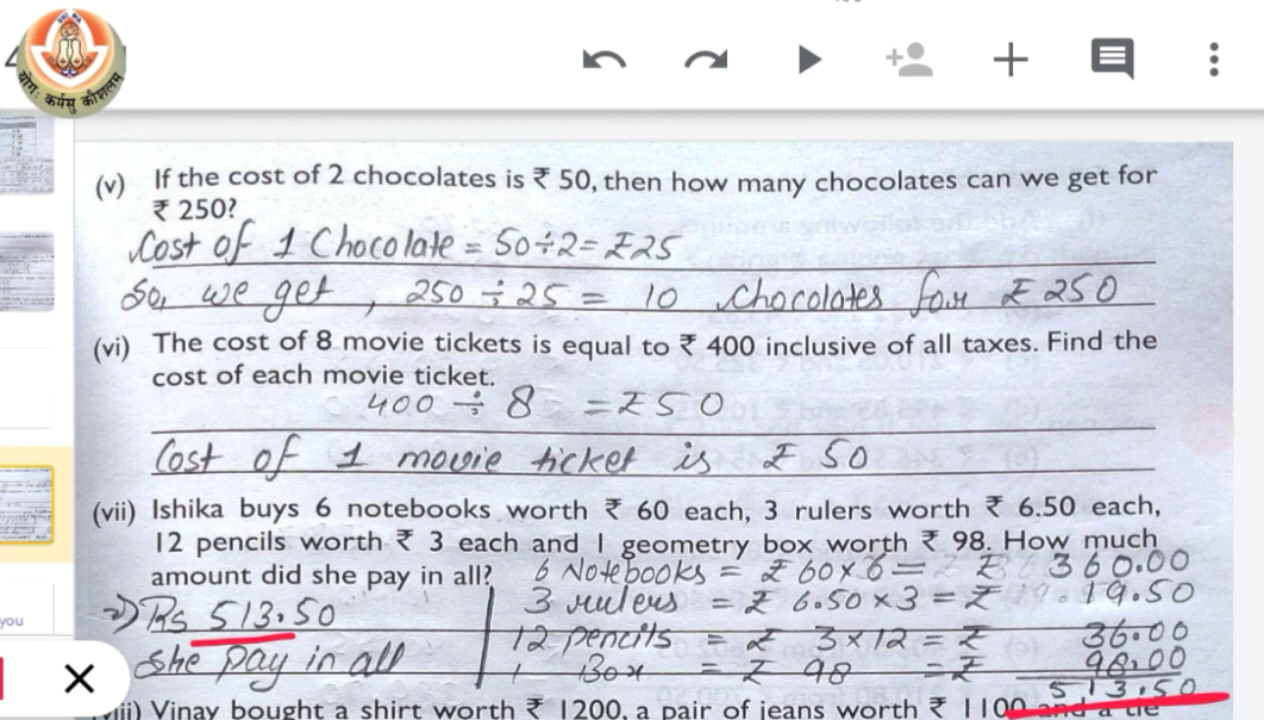 योगः कर्मसु कौशलम्
(v) If the cost of 2 chocolates is ₹ 50, then how many chocolates can we get for
₹ 250?
Cost of 1 Chocolate = 50÷2= ₹25
So, we get, 250 ÷ 25 = 10 Chocolates for ₹ 250
(vi) The cost of 8 movie tickets is equal to ₹ 400 inclusive of all taxes. Find the
cost of each movie ticket.
400 ÷ 8 = ₹50
Cost of 1 movie ticket is ₹ 50
(vii) Ishika buys 6 notebooks worth ₹ 60 each, 3 rulers worth ₹ 6.50 each,
12 pencils worth ₹ 3 each and 1 geometry box worth ₹ 98. How much
amount did she pay in all?
6 Notebooks = ₹ 60×6 = ₹ 360.00
3 rulers = ₹ 6.50 × 3 = ₹ 19.50
⇒ Rs 513.50
12 pencils = ₹ 3×12 = ₹ 36.00
she pay in all
1 Box = ₹ 98 = ₹ 98.00
513.50
Vinay bought a shirt worth ₹ 1200, a pair of jeans worth ₹ 1100 and a tie
you